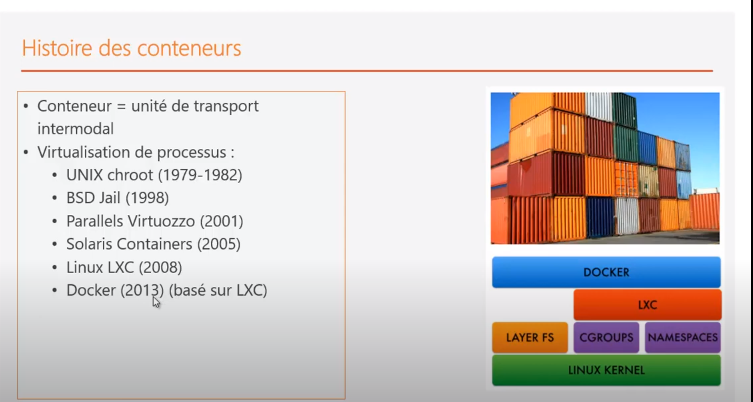 Histoire des conteneurs
• Conteneur = unité de transport
intermodal
• Virtualisation de processus :
• UNIX chroot (1979-1982)
• BSD Jail (1998)
• Parallels Virtuozzo (2001)
• Solaris Containers (2005)
• Linux LXC (2008)
• Docker (2013) (basé sur LXC)
DOCKER
LXC
LAYER FS CGROUPS NAMESPACES
LINUX KERNEL